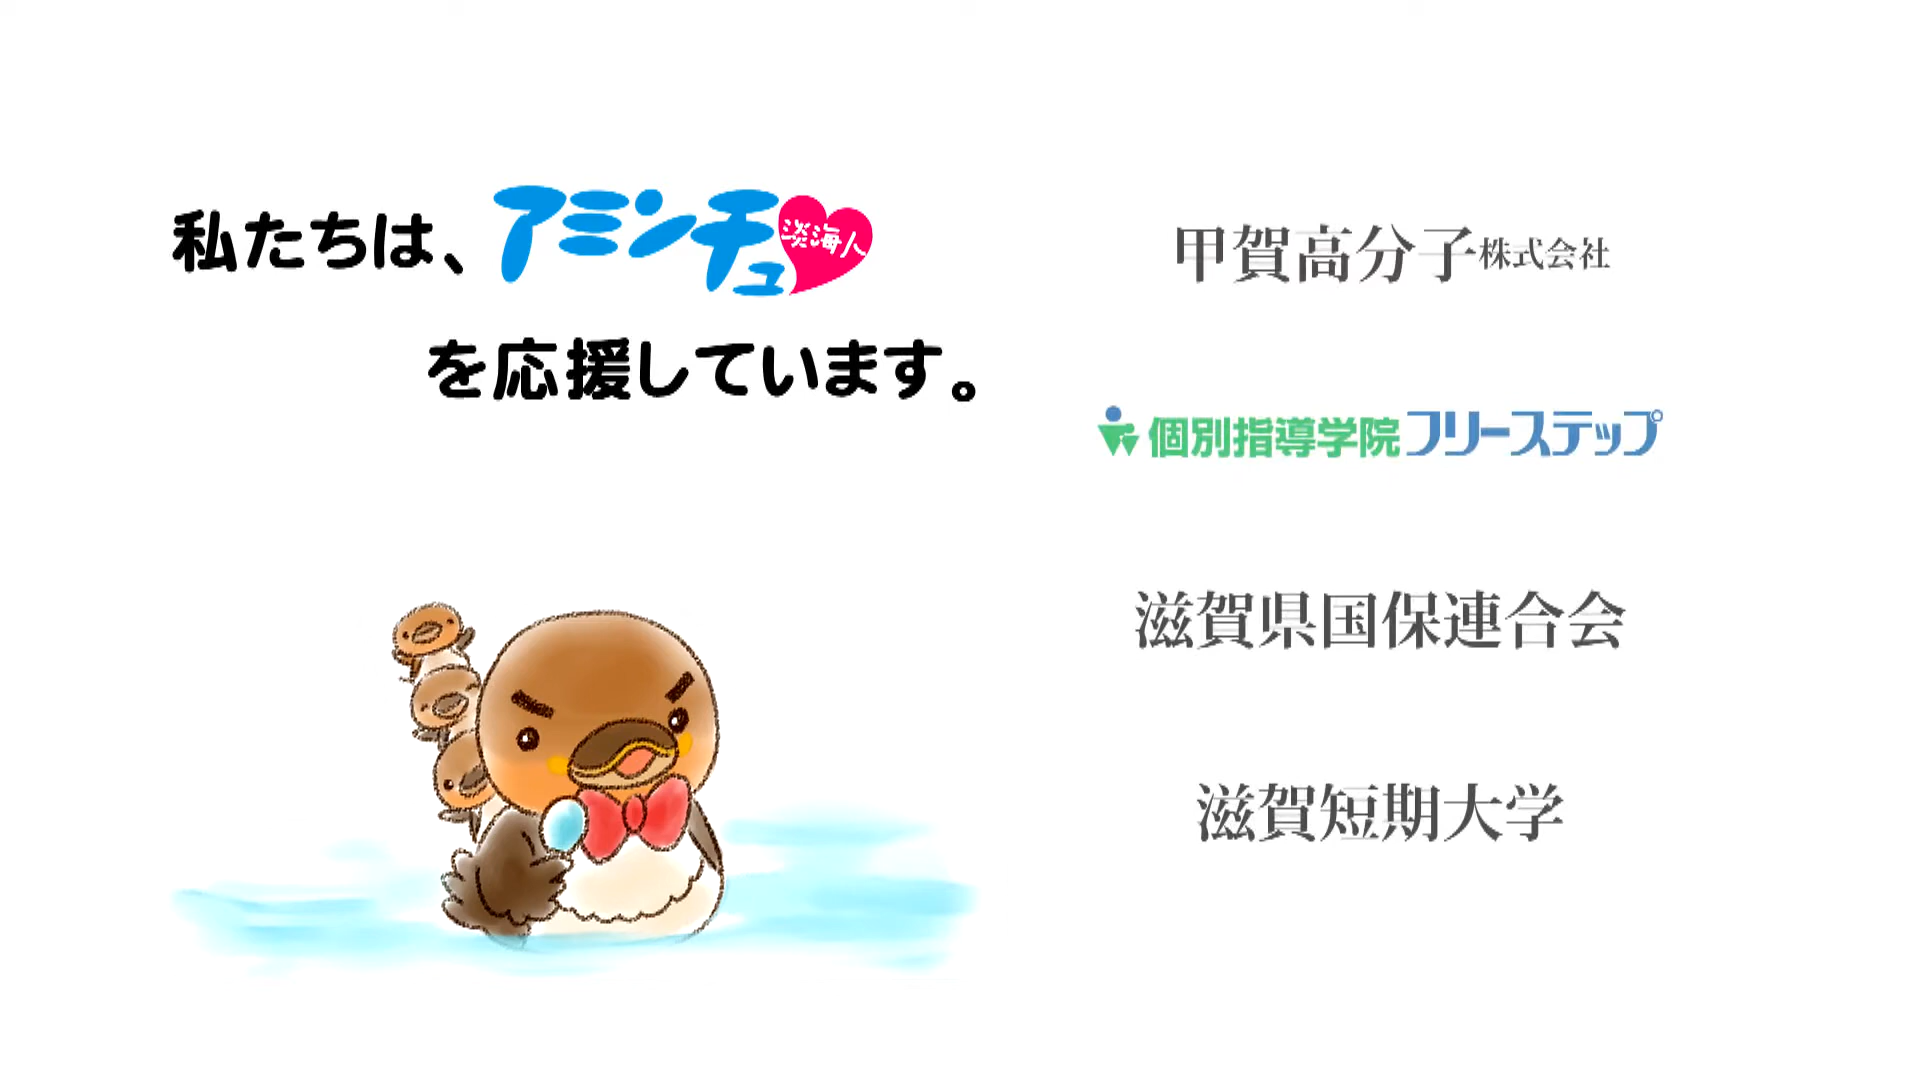 私たちは、アミンチュ淡海人
を応援しています。
甲賀高分子株式会社
個別指導学院フリーステップ
滋賀県国保連合会
滋賀短期大学